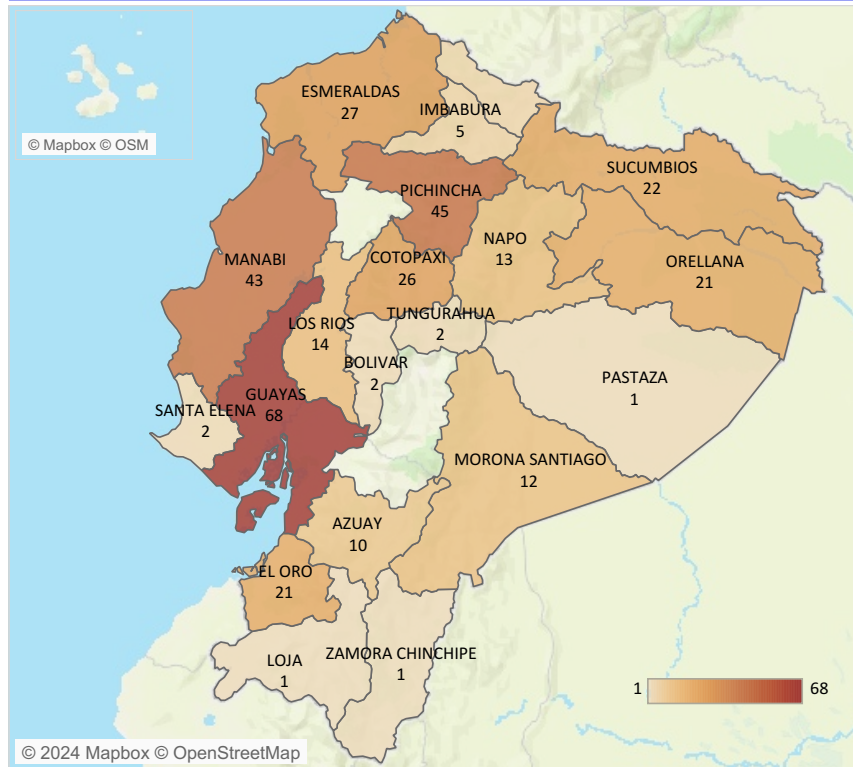 ESMERALDAS
27
IMBABURA
5
© Mapbox © OSM
SUCUMBIOS
22
PICHINCHA
45
NAPO
13
MANABI
43
COTOPAXI
26
ORELLANA
21
TUNGURAHUA
2
LOS RIOS
14
BOLIVAR
2
PASTAZA
1
GUAYAS
68
SANTA ELENA
2
MORONA SANTIAGO
12
AZUAY
10
EL ORO
21
ZAMORA CHINCHIPE
1
LOJA
1
1 68
© 2024 Mapbox © OpenStreetMap